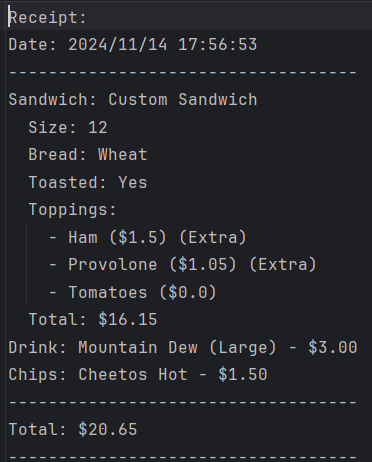 Receipt:
Date: 2024/11/14 17:56:53
-----------------------------------
Sandwich: Custom Sandwich
  Size: 12
  Bread: Wheat
  Toasted: Yes
  Toppings:
    - Ham ($1.5) (Extra)
    - Provolone ($1.05) (Extra)
    - Tomatoes ($0.0)
  Total: $16.15
Drink: Mountain Dew (Large) - $3.00
Chips: Cheetos Hot - $1.50
-----------------------------------
Total: $20.65
-----------------------------------